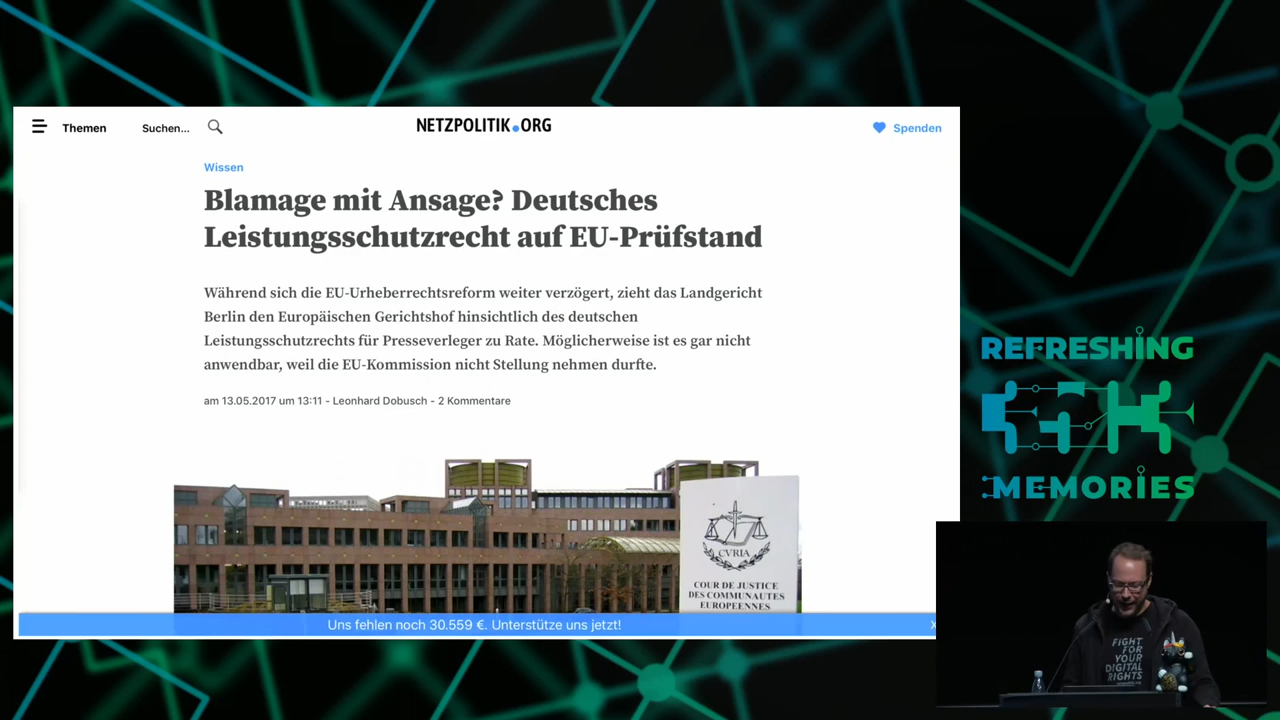 Themen
Suchen...
NETZPOLITIK.ORG
Spenden
Wissen
Blamage mit Ansage? Deutsches
Leistungsschutzrecht auf EU-Prüfstand
Während sich die EU-Urheberrechtsreform weiter verzögert, zieht das Landgericht
Berlin den Europäischen Gerichtshof hinsichtlich des deutschen
Leistungsschutzrechts für Presseverleger zu Rate. Möglicherweise ist es gar nicht
anwendbar, weil die EU-Kommission nicht Stellung nehmen durfte.
am 13.05.2017 um 13:11 - Leonhard Dobusch - 2 Kommentare
CVRIA
COUR DE JUSTICE
DES COMMUNAUTES
EUROPEENNES
Uns fehlen noch 30.559 €. Unterstütze uns jetzt!
X
REFRESHING
MEMORIES
FIGHT
FOR
YOUR
DIGITAL
RIGHTS